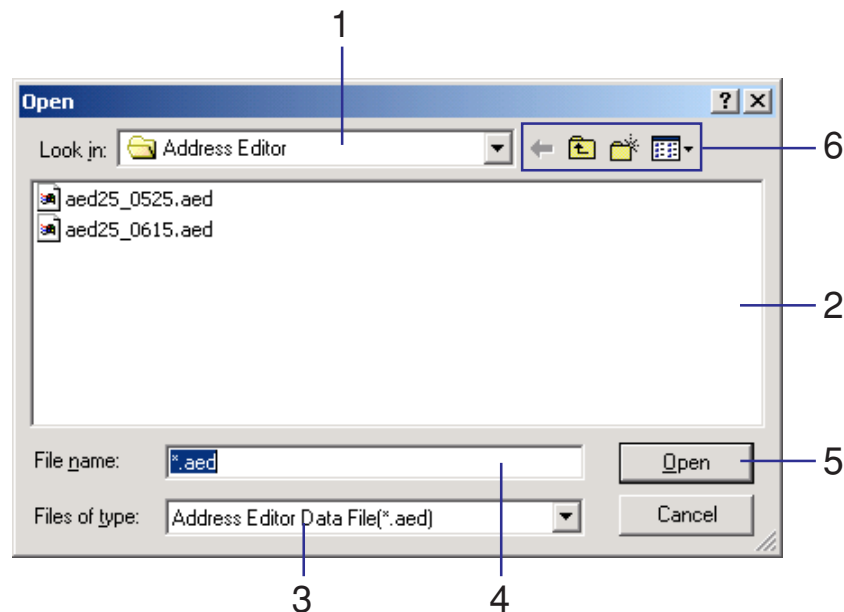 1
Open
Look in: Address Editor
6
aed25_0525.aed
aed25_0615.aed
2
File name: *.aed Open
5
Files of type: Address Editor Data File(*.aed) Cancel
3 4